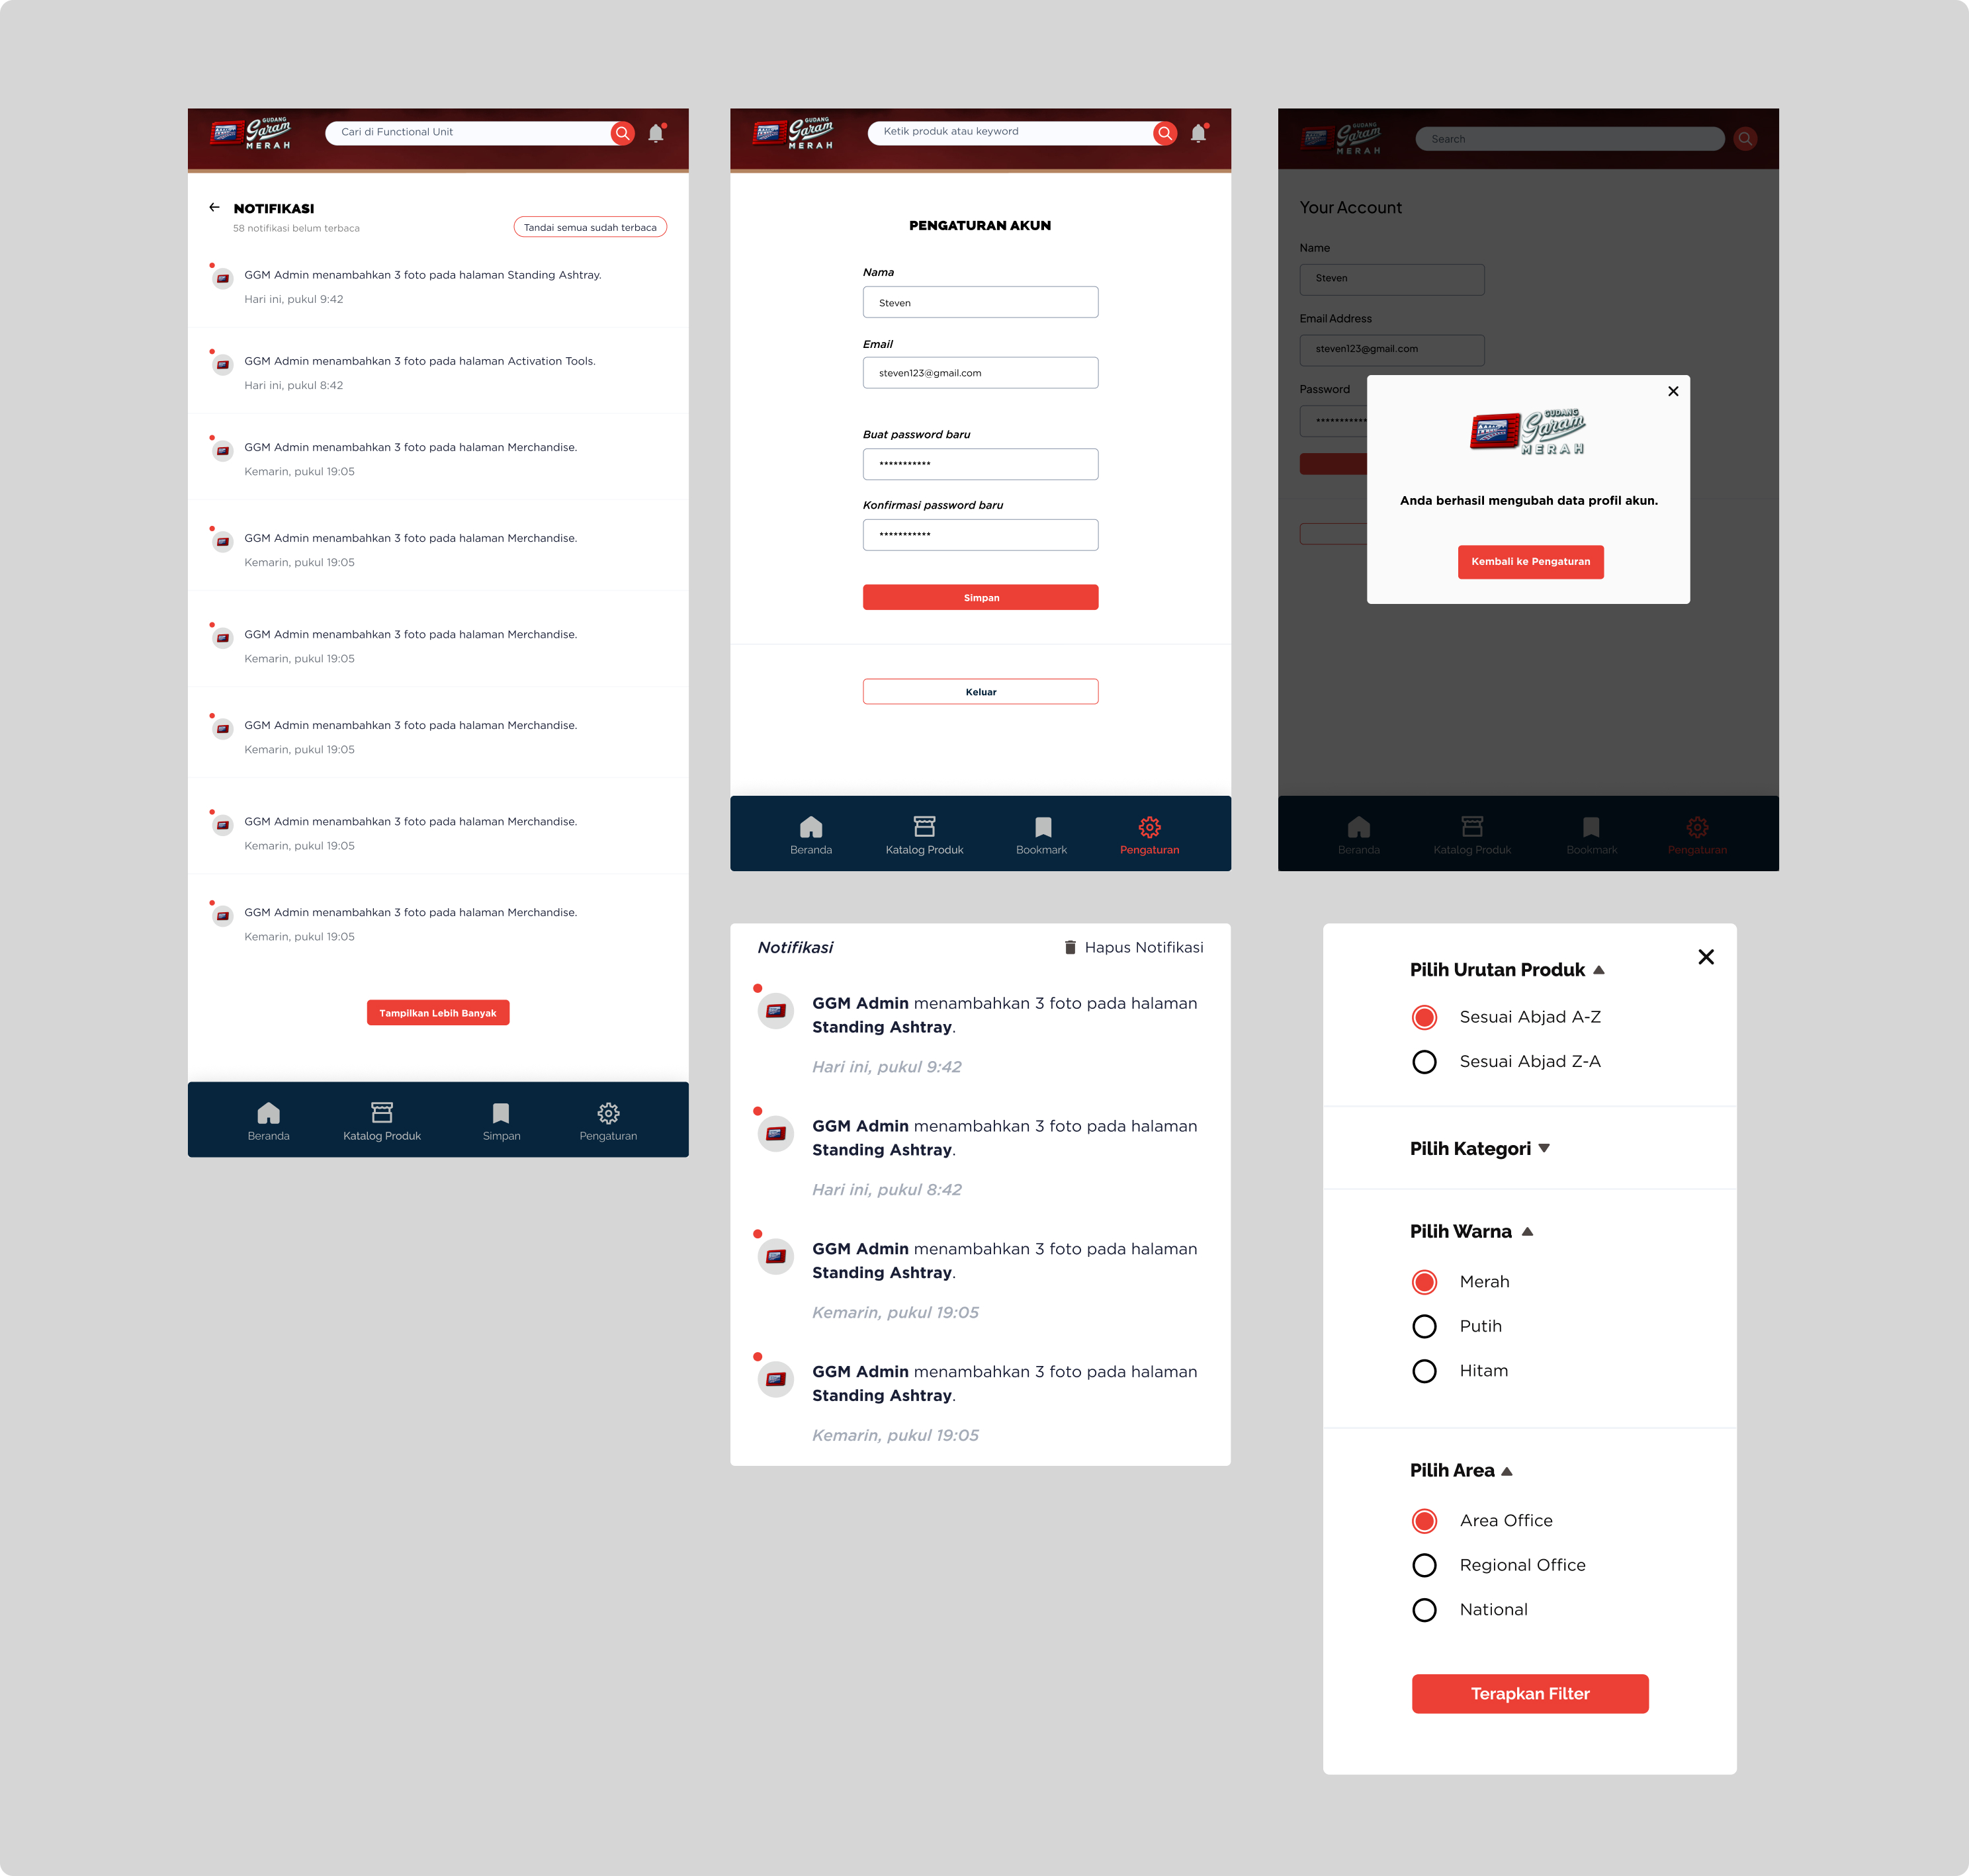 GUDANG
Garam
MERAH
Cari di Functional Unit
NOTIFIKASI
58 notifikasi belum terbaca
Tandai semua sudah terbaca
GGM Admin menambahkan 3 foto pada halaman Standing Ashtray.
Hari ini, pukul 9:42
GGM Admin menambahkan 3 foto pada halaman Activation Tools.
Hari ini, pukul 8:42
GGM Admin menambahkan 3 foto pada halaman Merchandise.
Kemarin, pukul 19:05
GGM Admin menambahkan 3 foto pada halaman Merchandise.
Kemarin, pukul 19:05
GGM Admin menambahkan 3 foto pada halaman Merchandise.
Kemarin, pukul 19:05
GGM Admin menambahkan 3 foto pada halaman Merchandise.
Kemarin, pukul 19:05
GGM Admin menambahkan 3 foto pada halaman Merchandise.
Kemarin, pukul 19:05
GGM Admin menambahkan 3 foto pada halaman Merchandise.
Kemarin, pukul 19:05
Tampilkan Lebih Banyak
Beranda
Katalog Produk
Simpan
Pengaturan
GUDANG
Garam
MERAH
Ketik produk atau keyword
PENGATURAN AKUN
Nama
Steven
Email
steven123@gmail.com
Buat password baru
***********
Konfirmasi password baru
***********
Simpan
Keluar
Beranda
Katalog Produk
Bookmark
Pengaturan
GUDANG
Garam
MERAH
Search
Your Account
Name
Steven
Email Address
steven123@gmail.com
Password
***********
GUDANG
Garam
MERAH
Anda berhasil mengubah data profil akun.
Kembali ke Pengaturan
Beranda
Katalog Produk
Bookmark
Pengaturan
Notifikasi
Hapus Notifikasi
GGM Admin menambahkan 3 foto pada halaman
Standing Ashtray.
Hari ini, pukul 9:42
GGM Admin menambahkan 3 foto pada halaman
Standing Ashtray.
Hari ini, pukul 8:42
GGM Admin menambahkan 3 foto pada halaman
Standing Ashtray.
Kemarin, pukul 19:05
GGM Admin menambahkan 3 foto pada halaman
Standing Ashtray.
Kemarin, pukul 19:05
Pilih Urutan Produk
Sesuai Abjad A-Z
Sesuai Abjad Z-A
Pilih Kategori
Pilih Warna
Merah
Putih
Hitam
Pilih Area
Area Office
Regional Office
National
Terapkan Filter